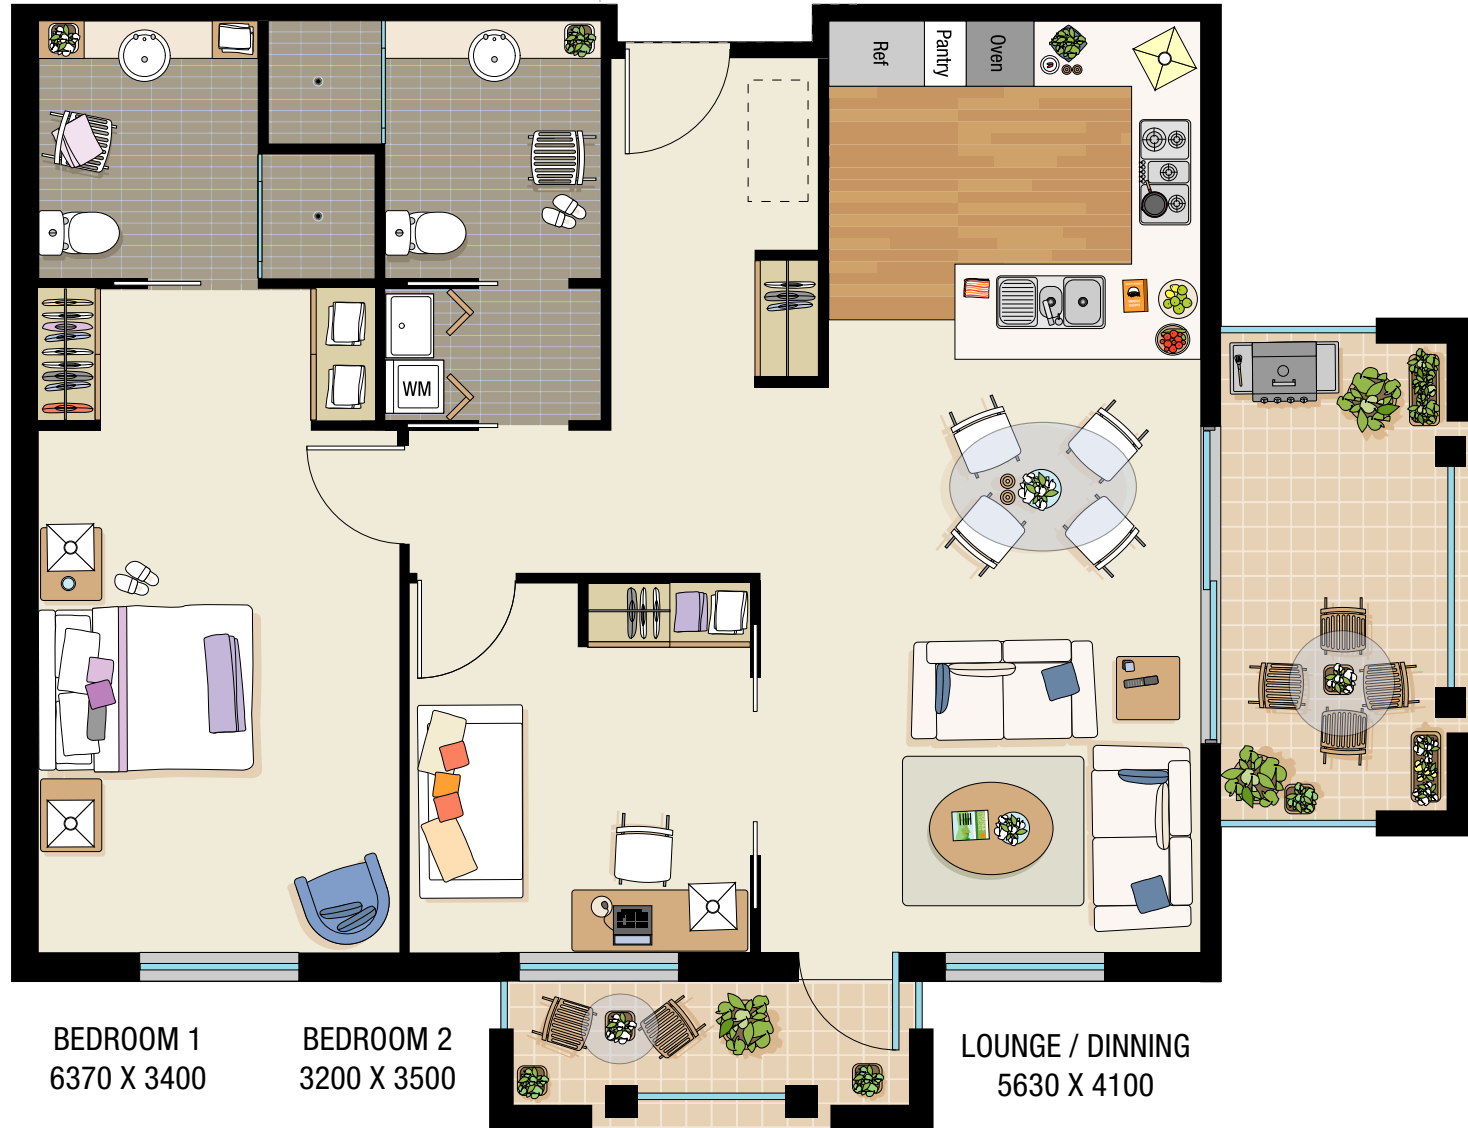 Ref
Pantry
Oven
WM
BEDROOM 1
6370 X 3400
BEDROOM 2
3200 X 3500
LOUNGE / DINNING
5630 X 4100